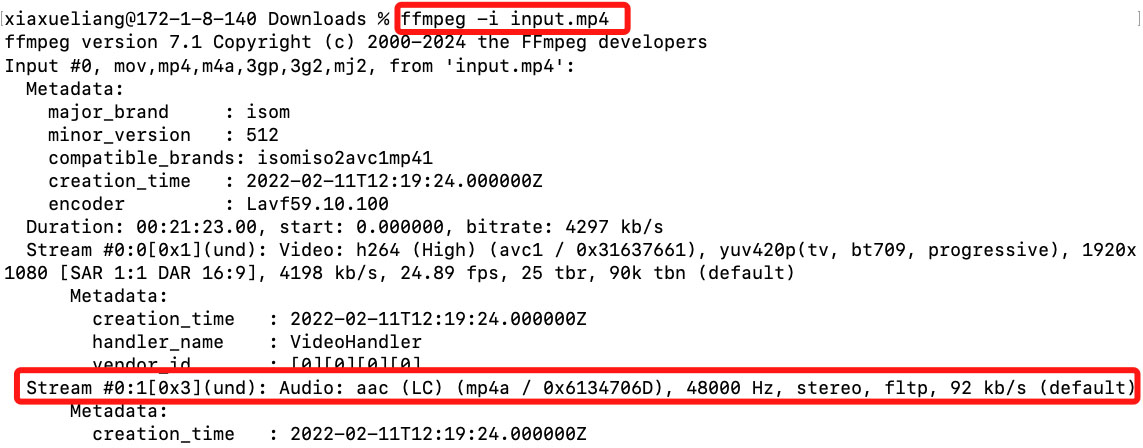 [xiaxueliang@172-1-8-140 Downloads % ffmpeg -i input.mp4 ]
ffmpeg version 7.1 Copyright (c) 2000-2024 the FFmpeg developers
Input #0, mov,mp4,m4a,3gp,3g2,mj2, from 'input.mp4':
  Metadata:
    major_brand     : isom
    minor_version   : 512
    compatible_brands: isomiso2avc1mp41
    creation_time   : 2022-02-11T12:19:24.000000Z
    encoder         : Lavf59.10.100
  Duration: 00:21:23.00, start: 0.000000, bitrate: 4297 kb/s
  Stream #0:0[0x1](und): Video: h264 (High) (avc1 / 0x31637661), yuv420p(tv, bt709, progressive), 1920x
1080 [SAR 1:1 DAR 16:9], 4198 kb/s, 24.89 fps, 25 tbr, 90k tbn (default)
      Metadata:
        creation_time   : 2022-02-11T12:19:24.000000Z
        handler_name    : VideoHandler
        vendor_id       : [0][0][0][0]
  Stream #0:1[0x3](und): Audio: aac (LC) (mp4a / 0x6134706D), 48000 Hz, stereo, fltp, 92 kb/s (default)
      Metadata:
        creation_time   : 2022-02-11T12:19:24.000000Z